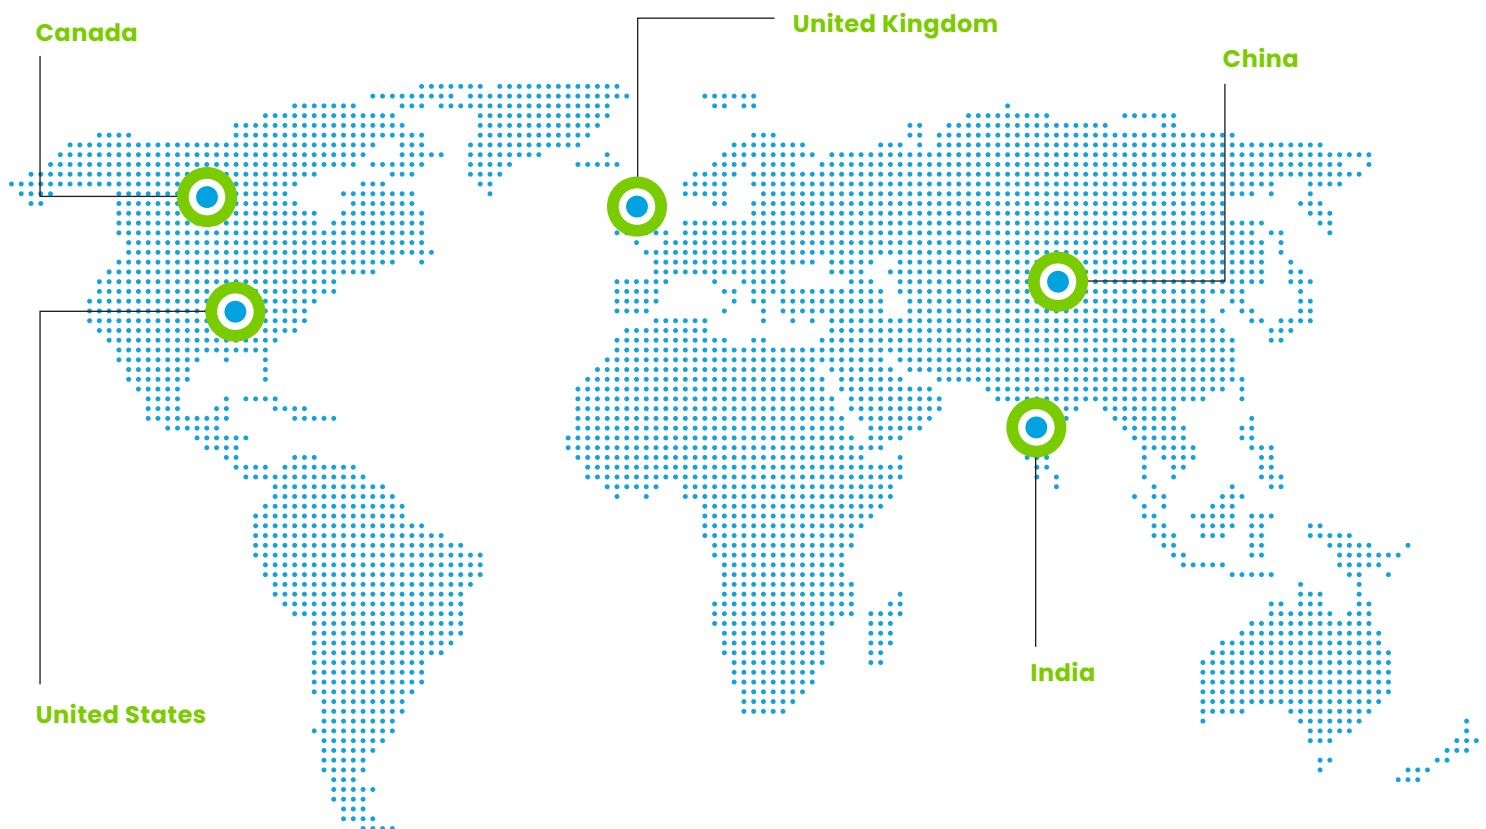 Canada
United Kingdom
China
India
United States